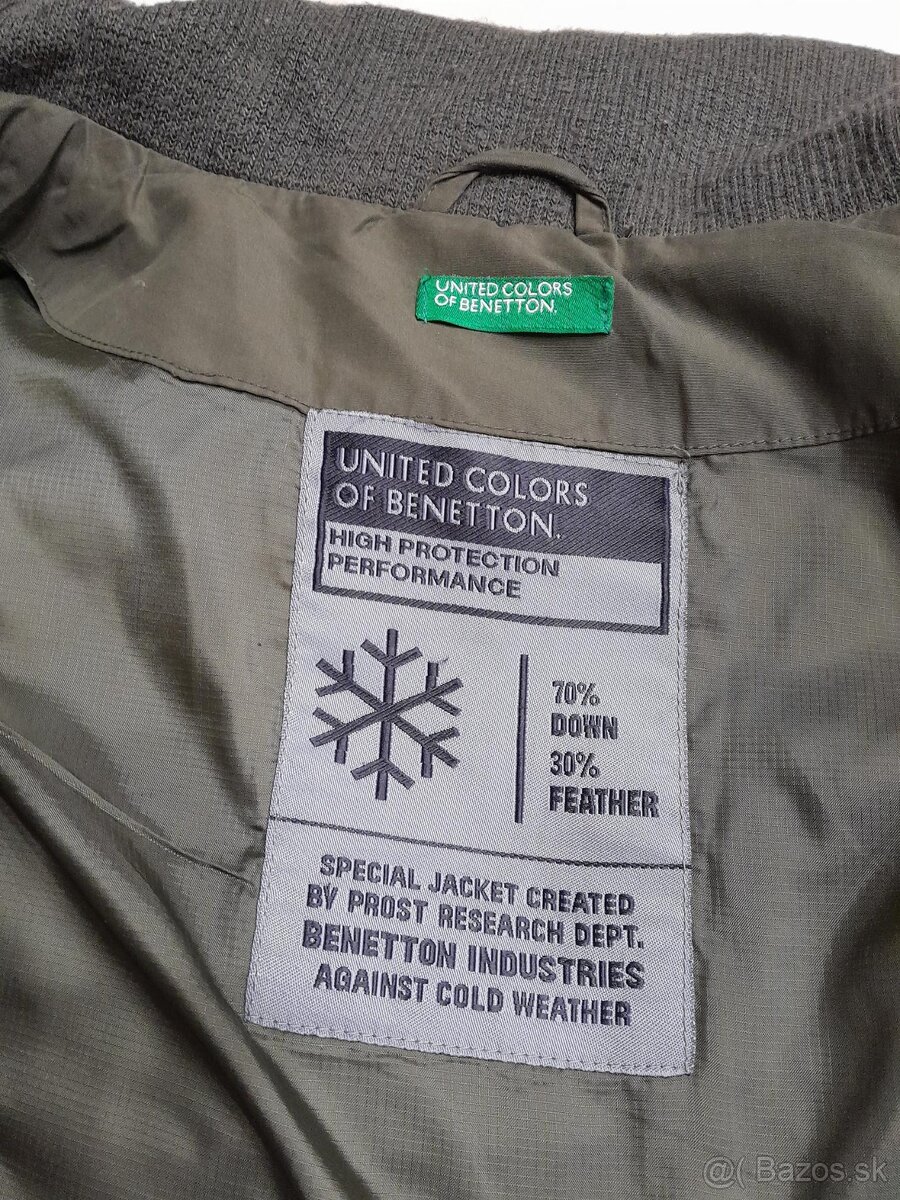 UNITED COLORS
OF BENETTON.
UNITED COLORS
OF BENETTON.
HIGH PROTECTION
PERFORMANCE
70%
DOWN
30%
FEATHER
SPECIAL JACKET CREATED
BY PROST RESEARCH DEPT.
BENETTON INDUSTRIES
AGAINST COLD WEATHER
@( Bazos.sk